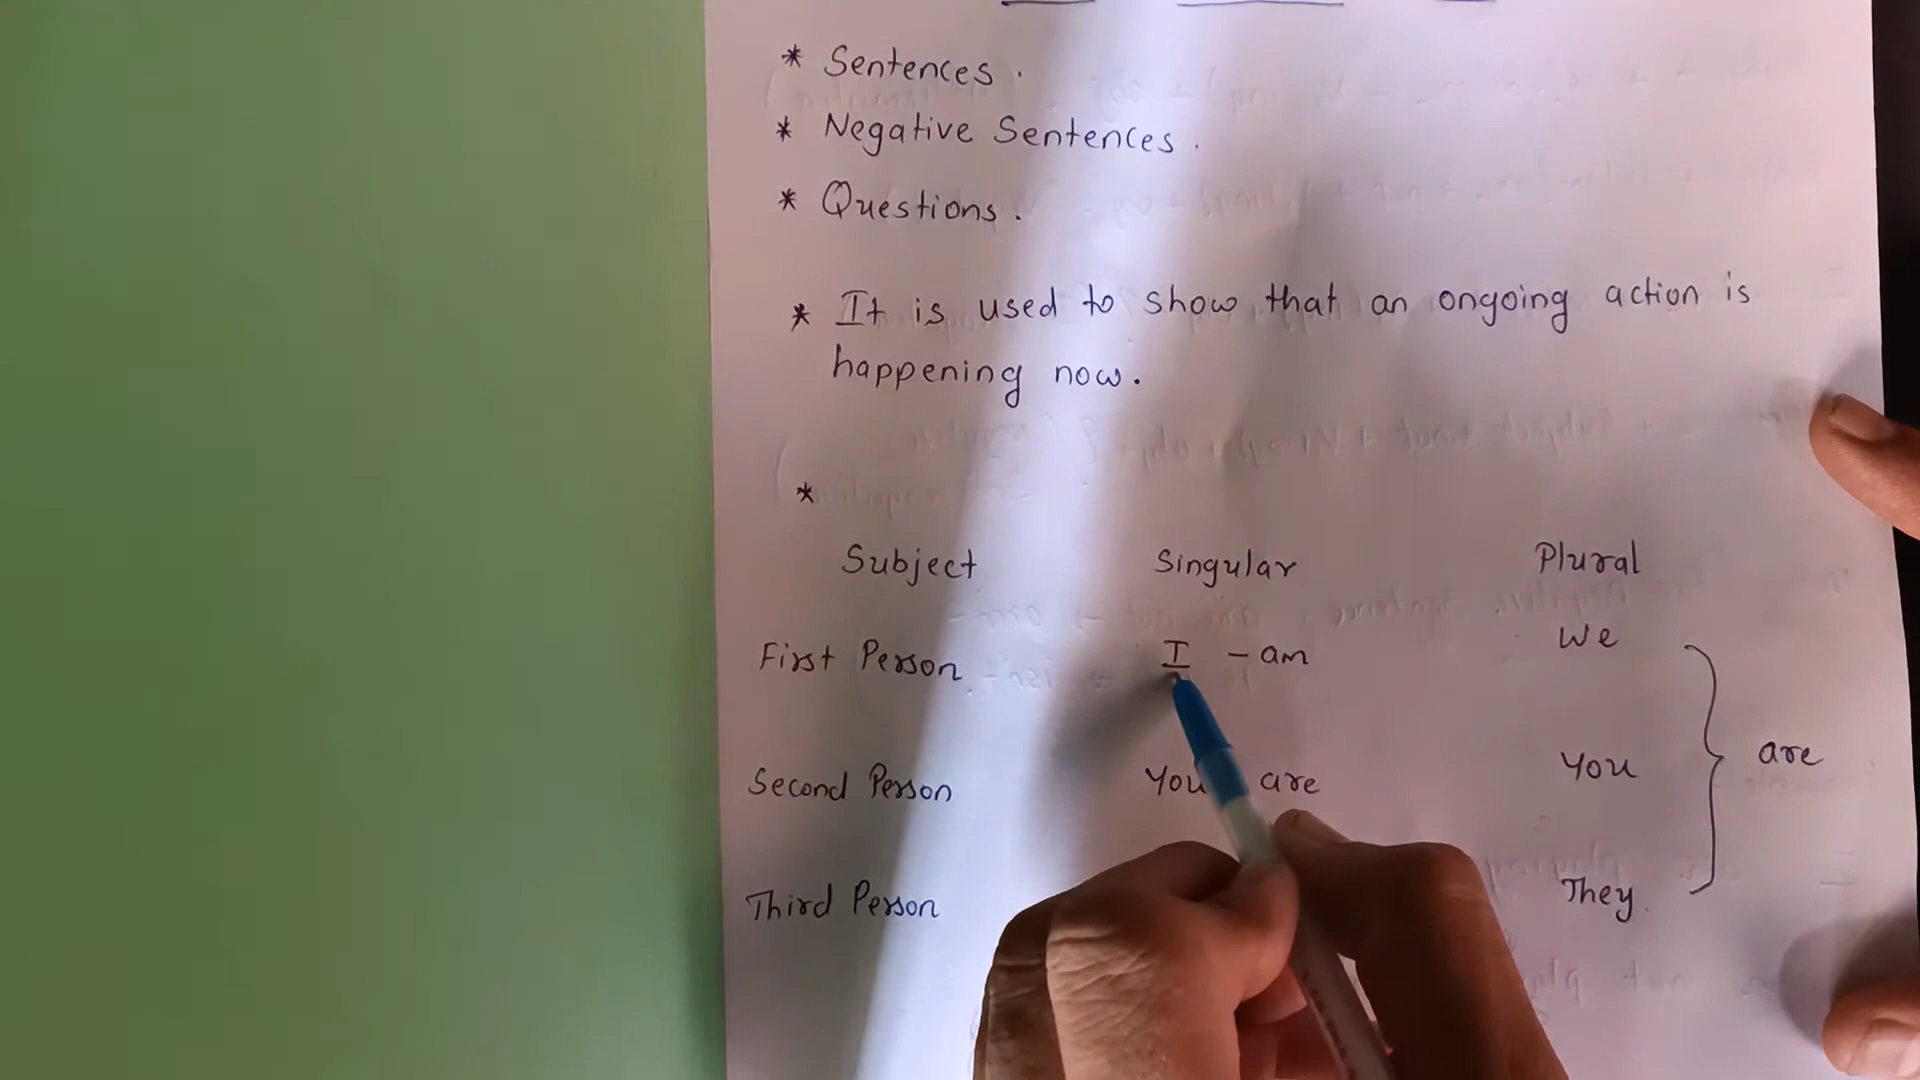 * Sentences.
* Negative Sentences.
* Questions.
* It is used to show that an ongoing action is
happening now.
*
Subject Singular Plural
First Person I - am We
Second Person You are You are
Third Person They